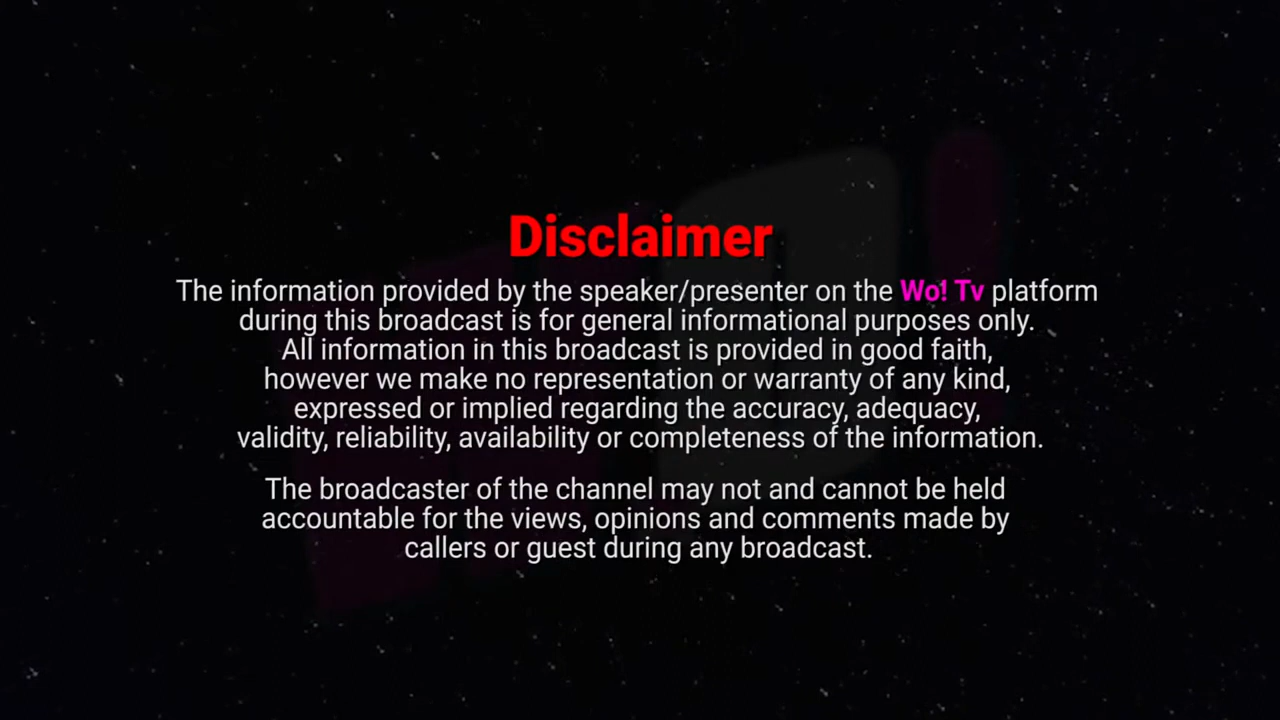 Disclaimer
The information provided by the speaker/presenter on the Wo! Tv platform
during this broadcast is for general informational purposes only.
All information in this broadcast is provided in good faith,
however we make no representation or warranty of any kind,
expressed or implied regarding the accuracy, adequacy,
validity, reliability, availability or completeness of the information.
The broadcaster of the channel may not and cannot be held
accountable for the views, opinions and comments made by
callers or guest during any broadcast.